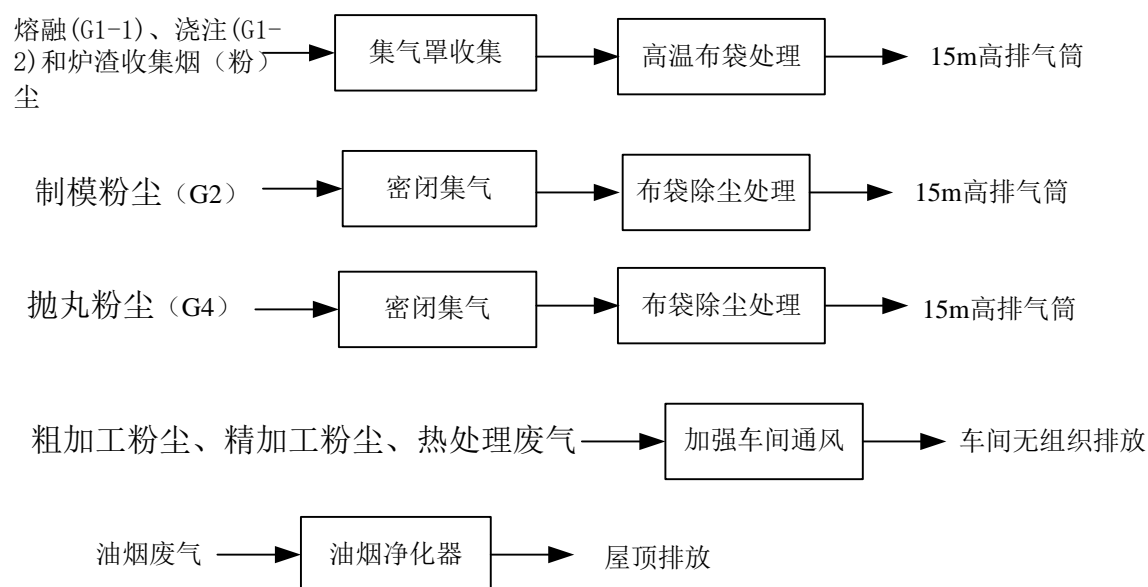 熔融(G1-1)、浇注(G1-
2)和炉渣收集烟（粉）
尘
集气罩收集
高温布袋处理
15m高排气筒
制模粉尘（G2）
密闭集气
布袋除尘处理
15m高排气筒
抛丸粉尘（G4）
密闭集气
布袋除尘处理
15m高排气筒
粗加工粉尘、精加工粉尘、热处理废气
加强车间通风
车间无组织排放
油烟废气
油烟净化器
屋顶排放